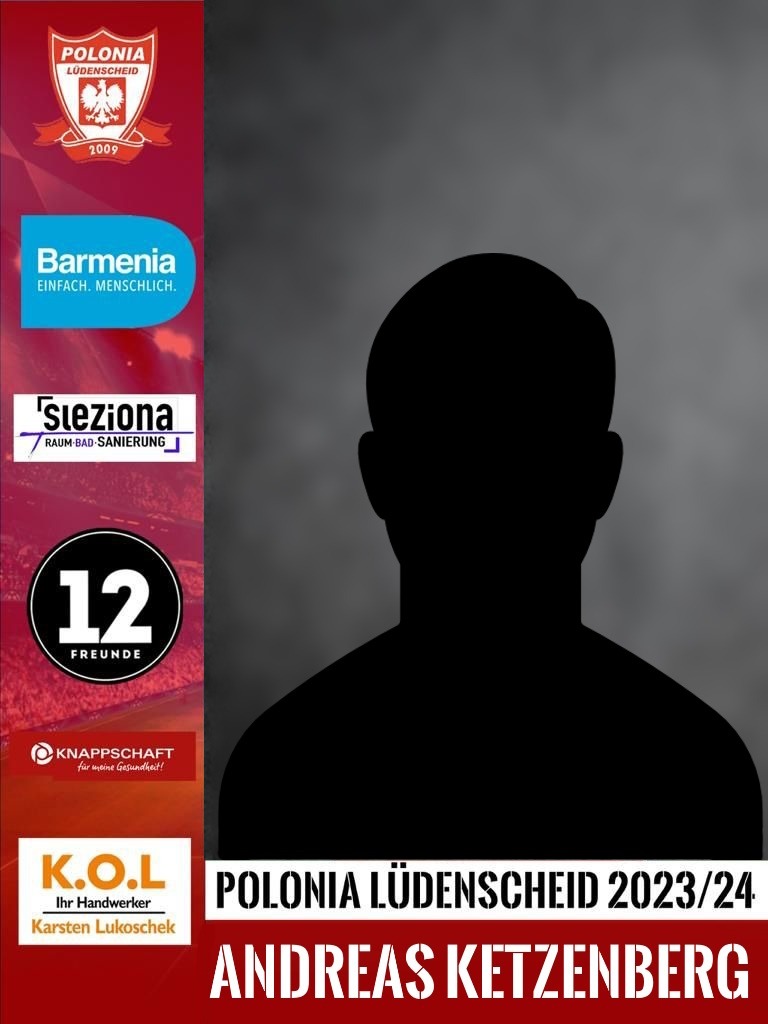 POLONIA
LÜDENSCHEID
2009
Barmenia
EINFACH. MENSCHLICH.
sleziona
RAUM·BAD·SANIERUNG
12
FREUNDE
KNAPPSCHAFT
für meine Gesundheit!
K.O.L
Ihr Handwerker
Karsten Lukoschek
POLONIA LÜDENSCHEID 2023/24
ANDREAS KETZENBERG